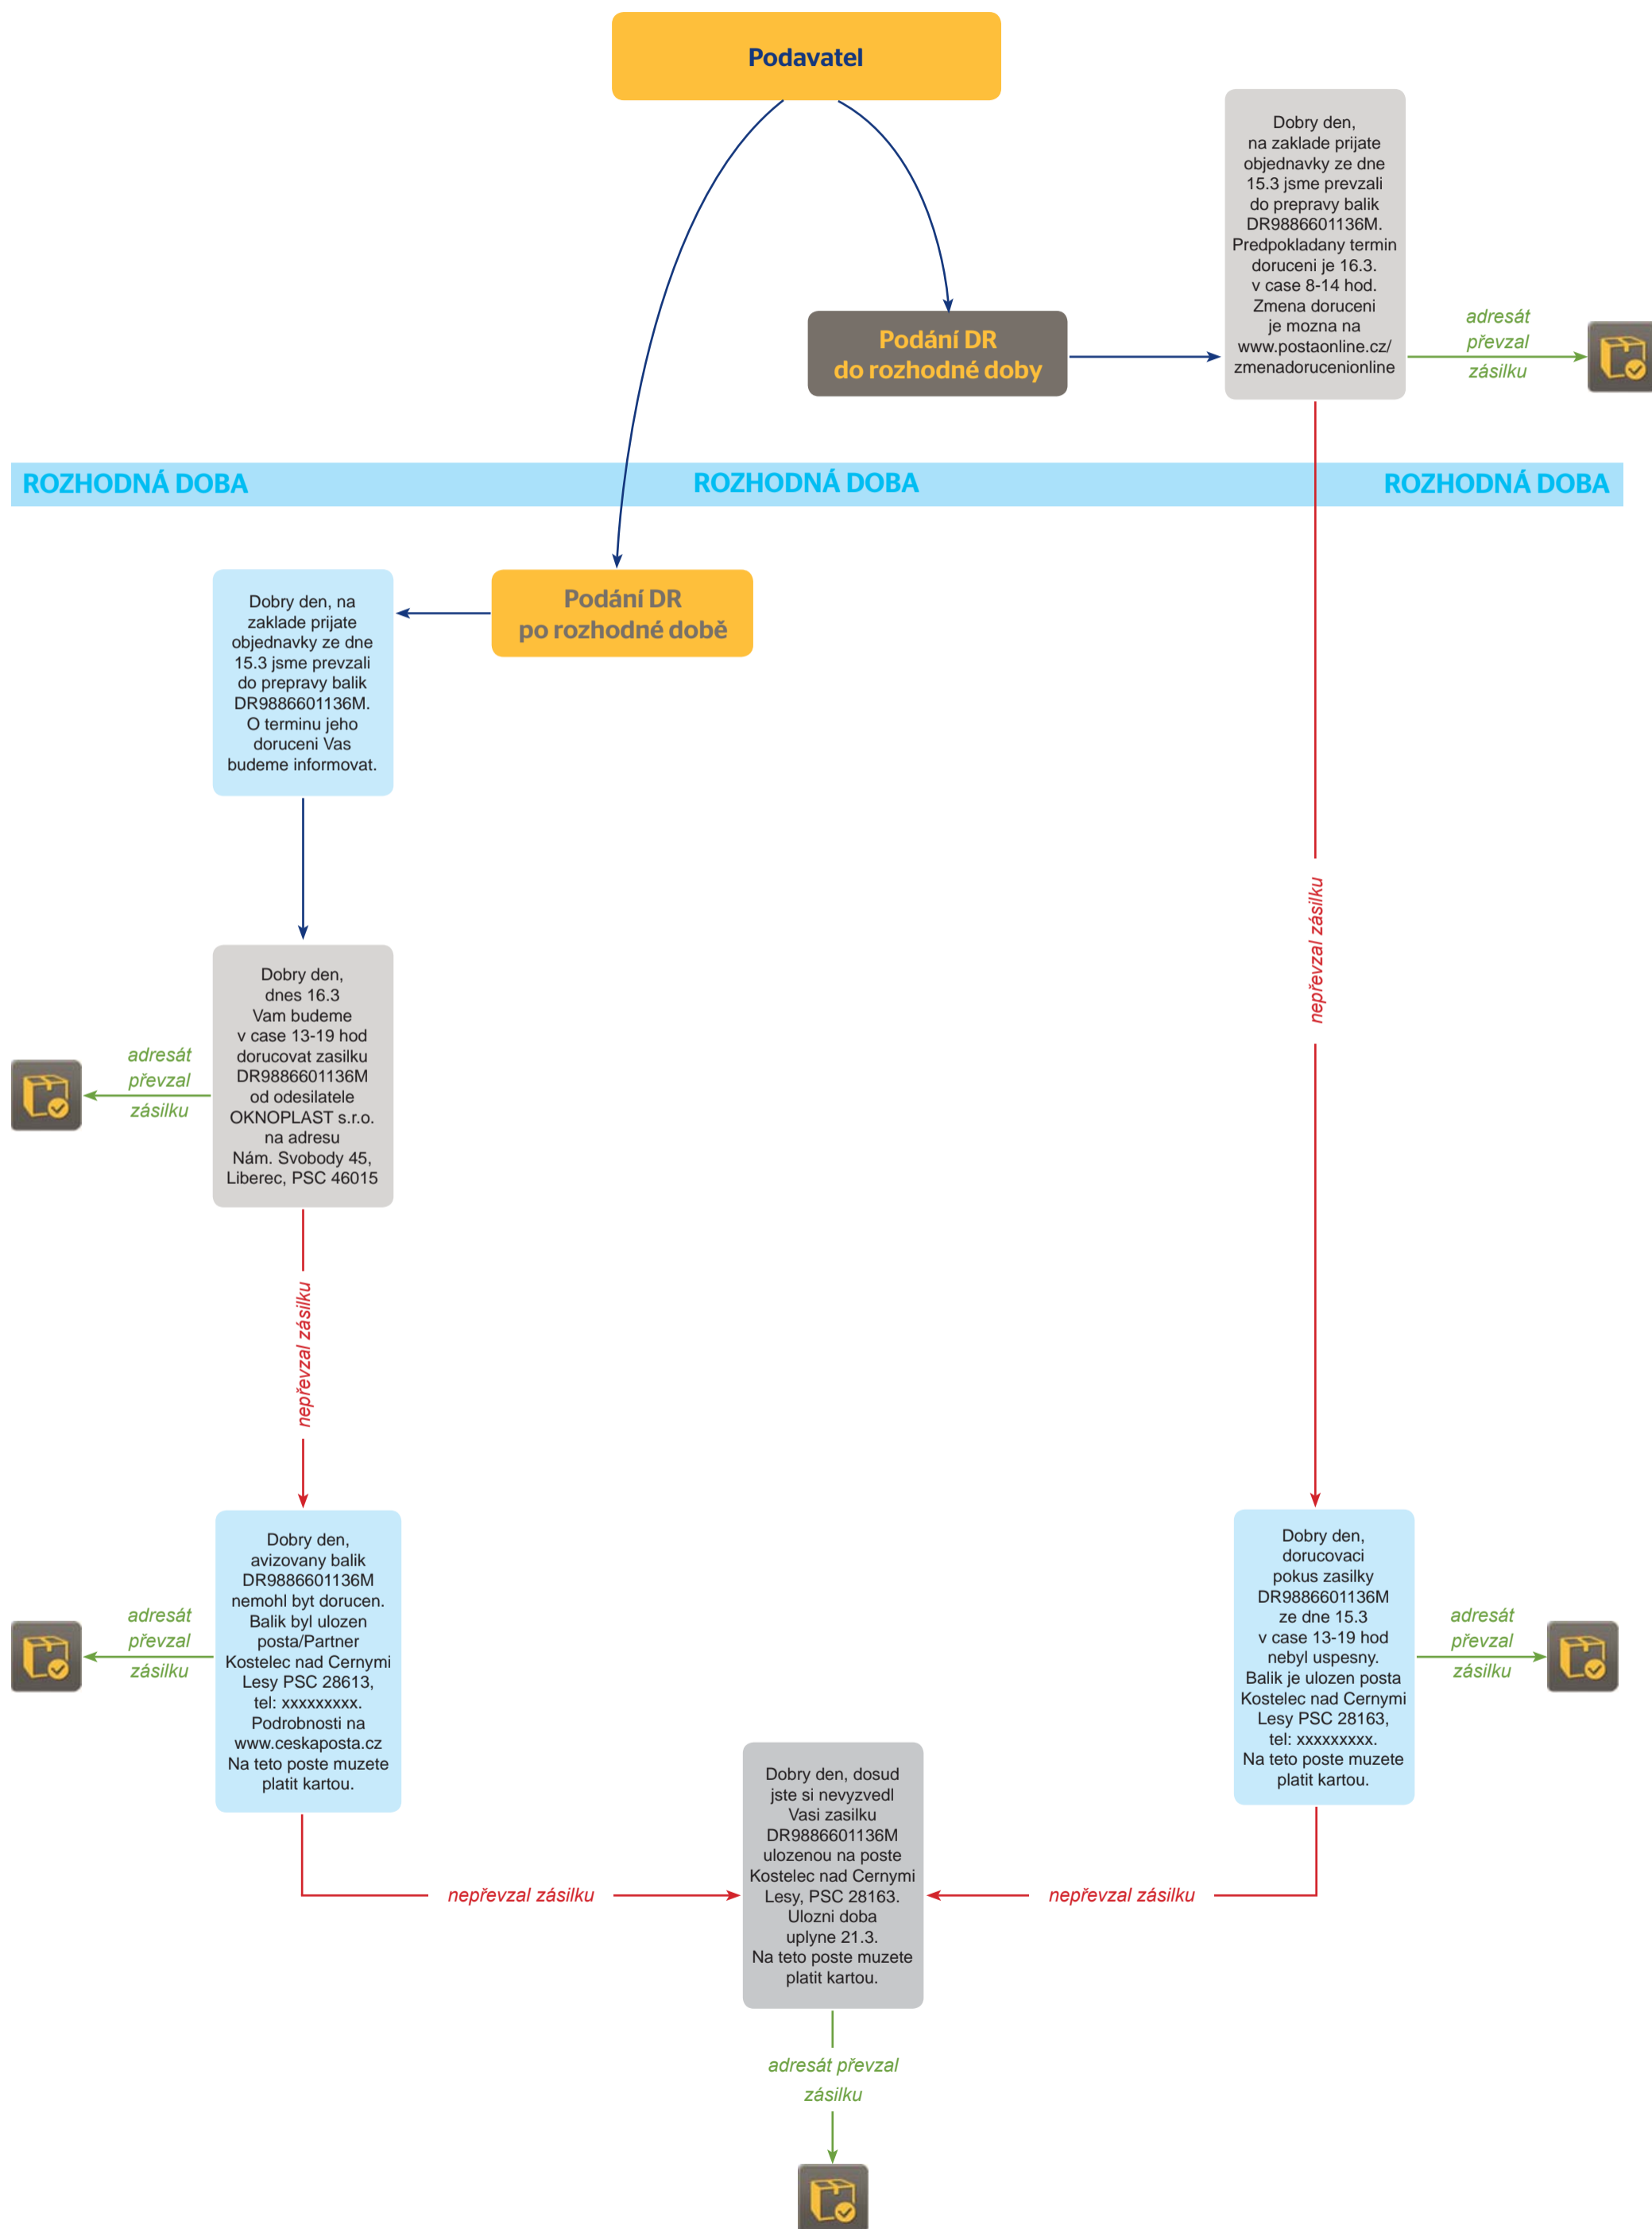 Podavatel
Dobry den,
na zaklade prijate
objednavky ze dne
15.3 jsme prevzali
do prepravy balik
DR9886601136M.
Predpokladany termin
doruceni je 16.3.
v case 8-14 hod.
Zmena doruceni
je mozna na
www.postaonline.cz/
zmenadorucenionline
Podání DR
do rozhodné doby
adresát
převzal
zásilku
ROZHODNÁ DOBA
ROZHODNÁ DOBA
ROZHODNÁ DOBA
Podání DR
po rozhodné době
Dobry den, na
zaklade prijate
objednavky ze dne
15.3 jsme prevzali
do prepravy balik
DR9886601136M.
O terminu jeho
doruceni Vas
budeme informovat.
nepřevzal zásilku
Dobry den,
dnes 16.3
Vam budeme
v case 13-19 hod
dorucovat zasilku
DR9886601136M
od odesilatele
OKNOPLAST s.r.o.
na adresu
Nám. Svobody 45,
Liberec, PSC 46015
adresát
převzal
zásilku
nepřevzal zásilku
Dobry den,
avizovany balik
DR9886601136M
nemohl byt dorucen.
Balik byl ulozen
posta/Partner
Kostelec nad Cernymi
Lesy PSC 28613,
tel: xxxxxxxxx.
Podrobnosti na
www.ceskaposta.cz
Na teto poste muzete
platit kartou.
adresát
převzal
zásilku
Dobry den,
dorucovaci
pokus zasilky
DR9886601136M
ze dne 15.3
v case 13-19 hod
nebyl uspesny.
Balik je ulozen posta
Kostelec nad Cernymi
Lesy PSC 28163,
tel: xxxxxxxxx.
Na teto poste muzete
platit kartou.
adresát
převzal
zásilku
nepřevzal zásilku
Dobry den, dosud
jste si nevyzvedl
Vasi zasilku
DR9886601136M
ulozenou na poste
Kostelec nad Cernymi
Lesy, PSC 28163.
Ulozni doba
uplyne 21.3.
Na teto poste muzete
platit kartou.
nepřevzal zásilku
adresát převzal
zásilku